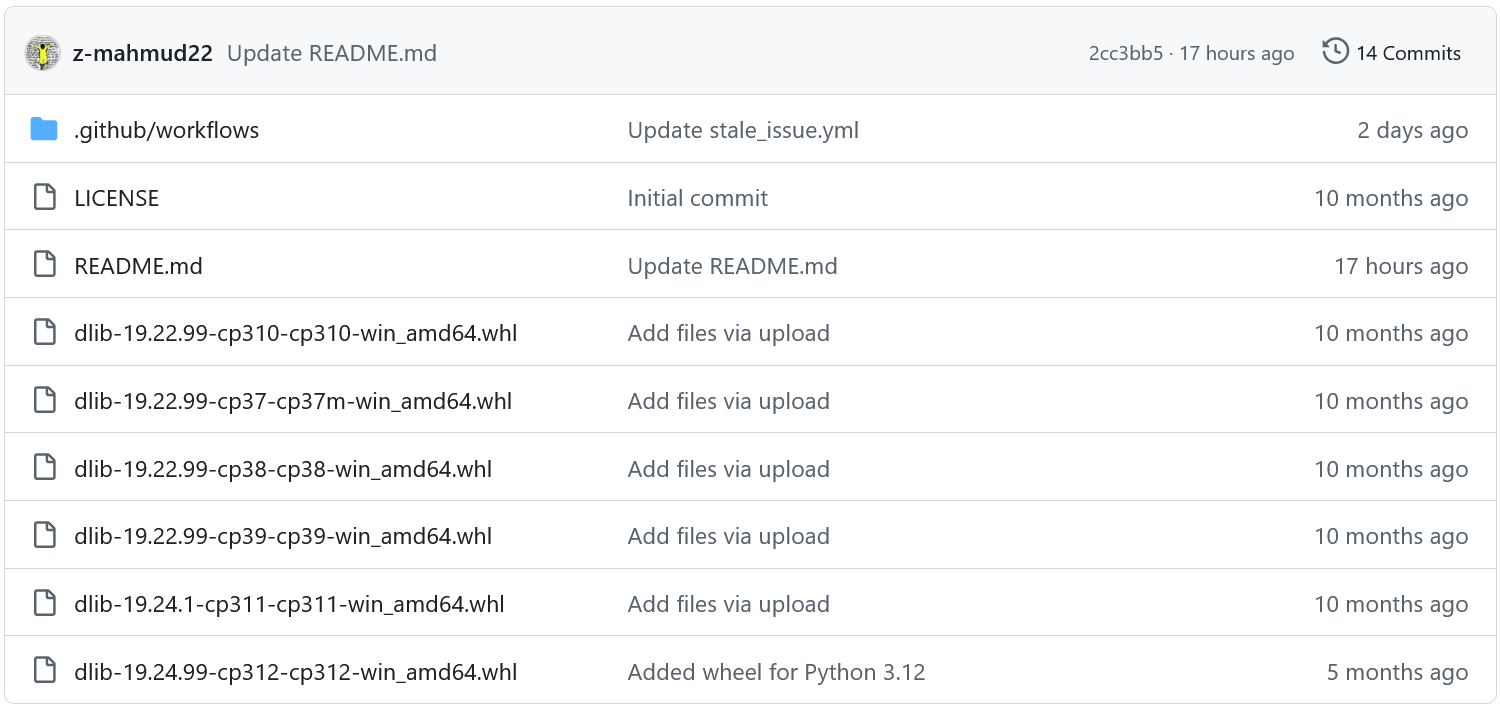 z-mahmud22 Update README.md 2cc3bb5 · 17 hours ago 14 Commits
.github/workflows Update stale_issue.yml 2 days ago
LICENSE Initial commit 10 months ago
README.md Update README.md 17 hours ago
dlib-19.22.99-cp310-cp310-win_amd64.whl Add files via upload 10 months ago
dlib-19.22.99-cp37-cp37m-win_amd64.whl Add files via upload 10 months ago
dlib-19.22.99-cp38-cp38-win_amd64.whl Add files via upload 10 months ago
dlib-19.22.99-cp39-cp39-win_amd64.whl Add files via upload 10 months ago
dlib-19.24.1-cp311-cp311-win_amd64.whl Add files via upload 10 months ago
dlib-19.24.99-cp312-cp312-win_amd64.whl Added wheel for Python 3.12 5 months ago